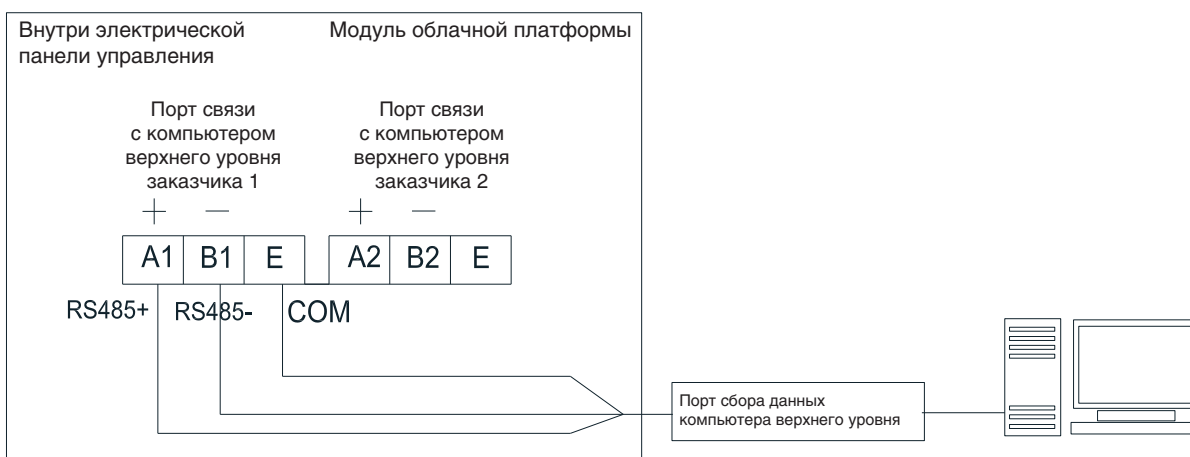 Внутри электрической
панели управления
Модуль облачной платформы
Порт связи
с компьютером
верхнего уровня
заказчика 1
Порт связи
с компьютером
верхнего уровня
заказчика 2
+ —
+ —
A1 B1 E
A2 B2 E
RS485+ RS485- COM
Порт сбора данных
компьютера верхнего уровня